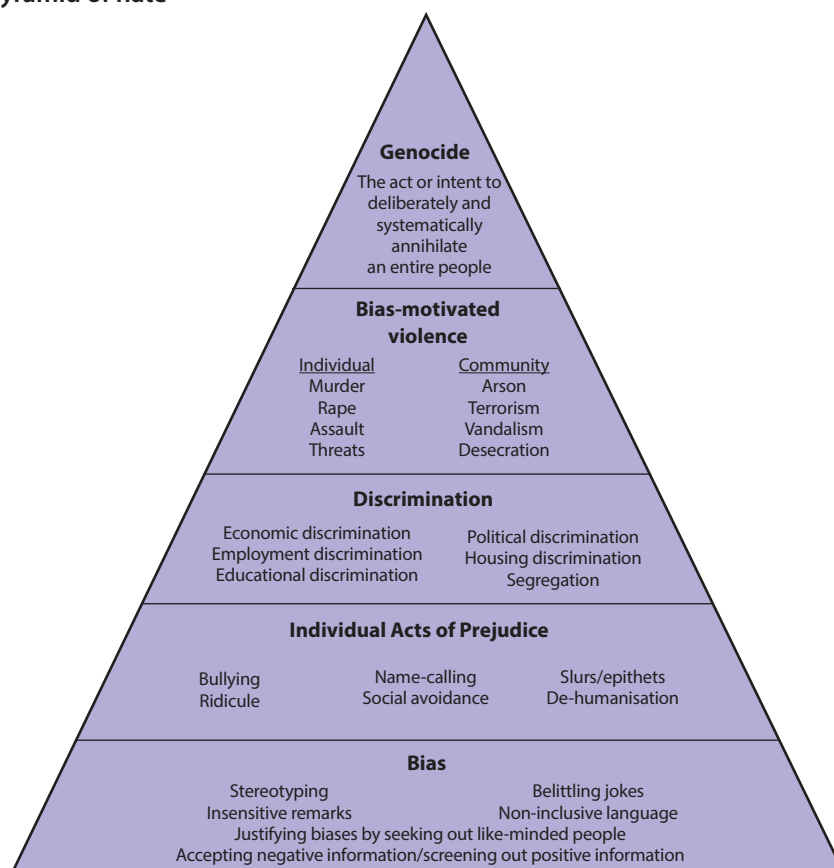 yramid of hate
Genocide
The act or intent to
deliberately and
systematically
annihilate
an entire people
Bias-motivated
violence
Individual
Murder
Rape
Assault
Threats
Community
Arson
Terrorism
Vandalism
Desecration
Discrimination
Economic discrimination
Employment discrimination
Educational discrimination
Political discrimination
Housing discrimination
Segregation
Individual Acts of Prejudice
Bullying
Ridicule
Name-calling
Social avoidance
Slurs/epithets
De-humanisation
Bias
Stereotyping
Insensitive remarks
Belittling jokes
Non-inclusive language
Justifying biases by seeking out like-minded people
Accepting negative information/screening out positive information